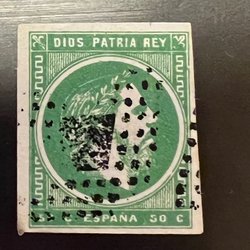 DIOS PATRIA REY
ESPAÑA 50 C